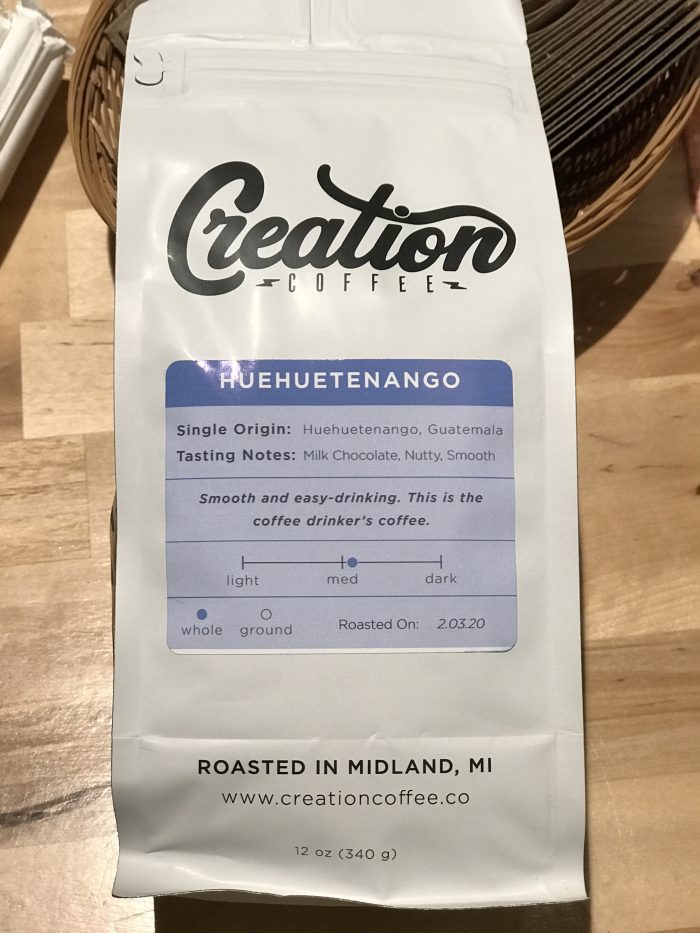 Creation
COFFEE
HUEHUETENANGO
Single Origin: Huehuetenango, Guatemala
Tasting Notes: Milk Chocolate, Nutty, Smooth
Smooth and easy-drinking. This is the
coffee drinker's coffee.
light med dark
whole ground Roasted On: 2.03.20
ROASTED IN MIDLAND, MI
www.creationcoffee.co
12 oz (340 g)